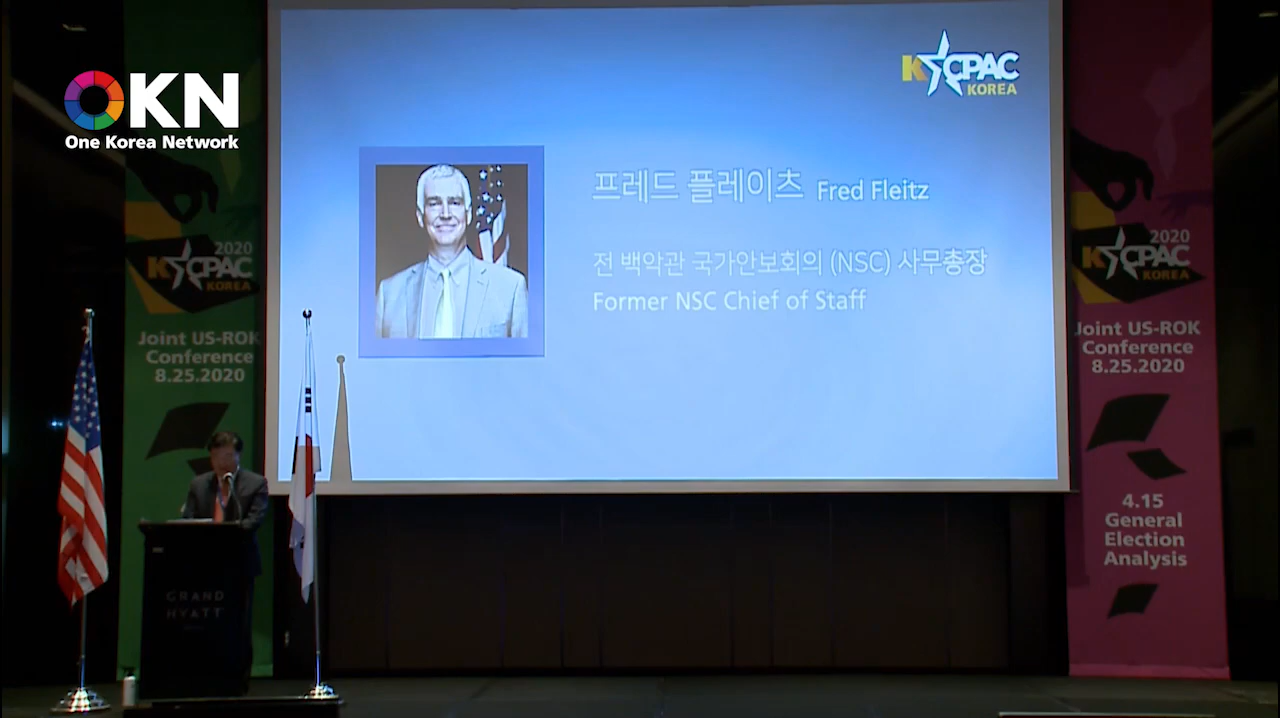 OKN
One Korea Network
K CPAC
KOREA
프레드 플레이츠 Fred Fleitz
전 백악관 국가안보회의 (NSC) 사무총장
Former NSC Chief of Staff
2020
K CPAC
KOREA
Joint US-ROK
Conference
8.25.2020
GRAND
HYATT
2020
K CPAC
KOREA
Joint US-ROK
Conference
8.25.2020
4.15
General
Election
Analysis